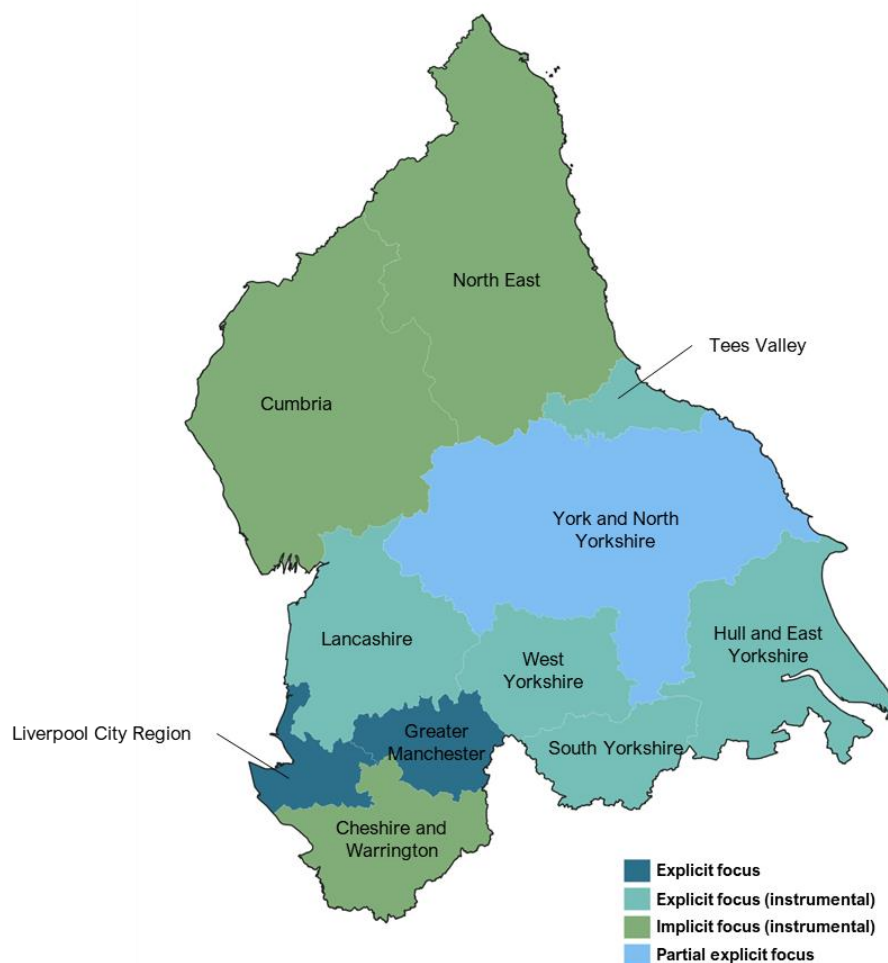 North East
Tees Valley
Cumbria
York and North
Yorkshire
Lancashire
West
Yorkshire
Hull and East
Yorkshire
Liverpool City Region
Greater
Manchester
South Yorkshire
Cheshire and
Warrington
Explicit focus
Explicit focus (instrumental)
Implicit focus (instrumental)
Partial explicit focus